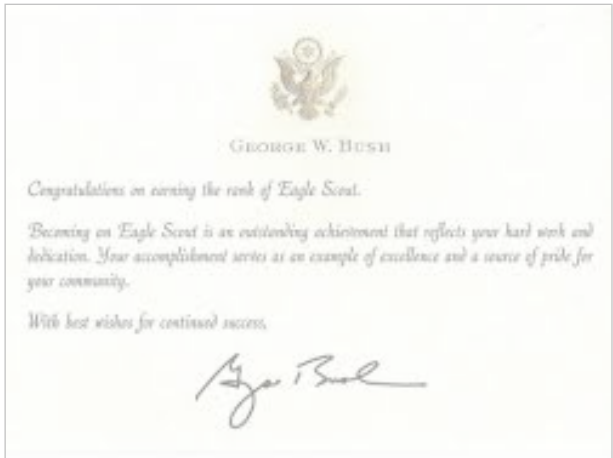 GEORGE W. BUSH
Congratulations on earning the rank of Eagle Scout.
Becoming an Eagle Scout is an outstanding achievement that reflects your hard work and
dedication. Your accomplishment serves as an example of excellence and a source of pride for
your community.
With best wishes for continued success,